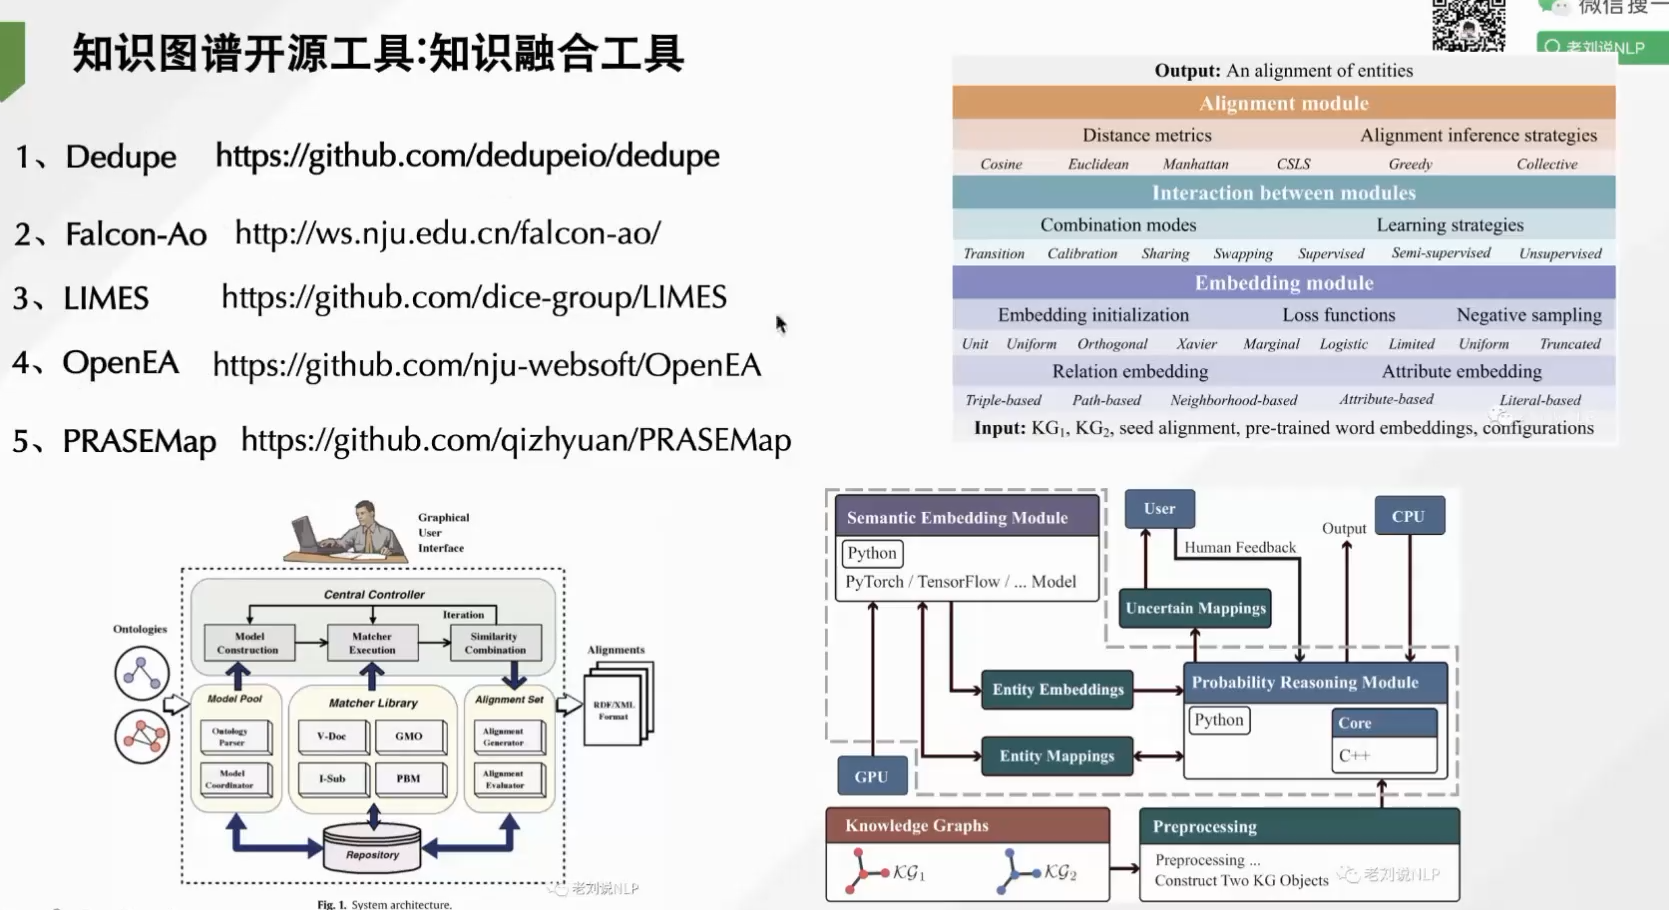 微信搜一
老刘说NLP
知识图谱开源工具:知识融合工具
1、Dedupe https://github.com/dedupeio/dedupe
2、Falcon-Ao http://ws.nju.edu.cn/falcon-ao/
3、LIMES https://github.com/dice-group/LIMES
4、OpenEA https://github.com/nju-websoft/OpenEA
5、PRASEMap https://github.com/qizhyuan/PRASEMap
Output: An alignment of entities
Alignment module
Distance metrics Alignment inference strategies
Cosine Euclidean Manhattan CSLS Greedy Collective
Interaction between modules
Combination modes Learning strategies
Transition Calibration Sharing Swapping Supervised Semi-supervised Unsupervised
Embedding module
Embedding initialization Loss functions Negative sampling
Unit Uniform Orthogonal Xavier Marginal Logistic Limited Uniform Truncated
Relation embedding Attribute embedding
Triple-based Path-based Neighborhood-based Attribute-based Literal-based
Input: KG1, KG2, seed alignment, pre-trained word embeddings, configurations
Graphical
User
Interface
Central Controller
Iteration
Model
Construction
Matcher
Execution
Similarity
Combination
Ontologies
Alignments
RDF/XML
Format
Model Pool
Ontology
Parser
Model
Coordinator
Matcher Library
V-Doc GMO
I-Sub PBM
Alignment Set
Alignment
Generator
Alignment
Evaluator
Repository
老刘说NLP
Fig. 1. System architecture.
Semantic Embedding Module
Python
PyTorch / TensorFlow / ... Model
User
Human Feedback
Output
CPU
Uncertain Mappings
Entity Embeddings
Entity Mappings
Probability Reasoning Module
Python
Core
C++
GPU
Knowledge Graphs
KG1 KG2
Preprocessing
Preprocessing ...
Construct Two KG Objects
老刘说NLP